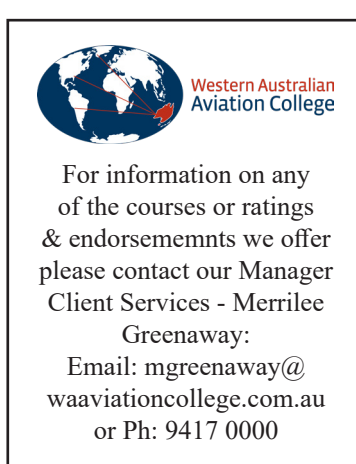 Western Australian
Aviation College
For information on any
of the courses or ratings
& endorsememnts we offer
please contact our Manager
Client Services - Merrilee
Greenaway:
Email: mgreenaway@
waaviationcollege.com.au
or Ph: 9417 0000